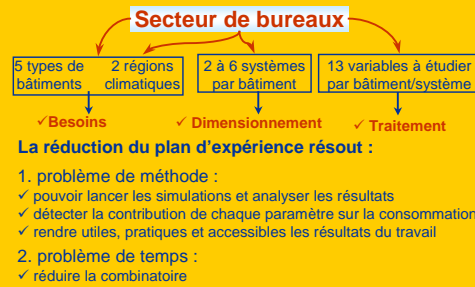 Secteur de bureaux
5 types de bâtiments
2 régions climatiques
2 à 6 systèmes par bâtiment
13 variables à étudier par bâtiment/système
✓Besoins
✓ Dimensionnement
✓ Traitement
La réduction du plan d'expérience résout :
1. problème de méthode :
✓ pouvoir lancer les simulations et analyser les résultats
✓ détecter la contribution de chaque paramètre sur la consommation
✓ rendre utiles, pratiques et accessibles les résultats du travail
2. problème de temps :
✓ réduire la combinatoire